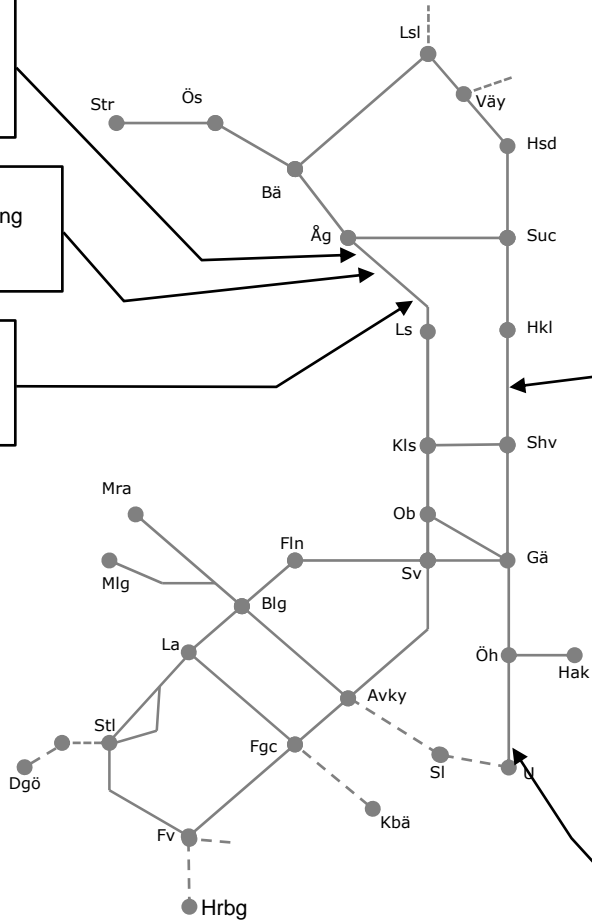 Lsl
Väy
Str
Ös
Hsd
Bä
ng
Åg
Suc
Ls
Hkl
Kls
Shv
Mra
Ob
Fln
Gä
Mlg
Sv
Blg
La
Öh
Hak
Avky
Stl
Fgc
Sl
U
Dgö
Kbä
Fv
Hrbg